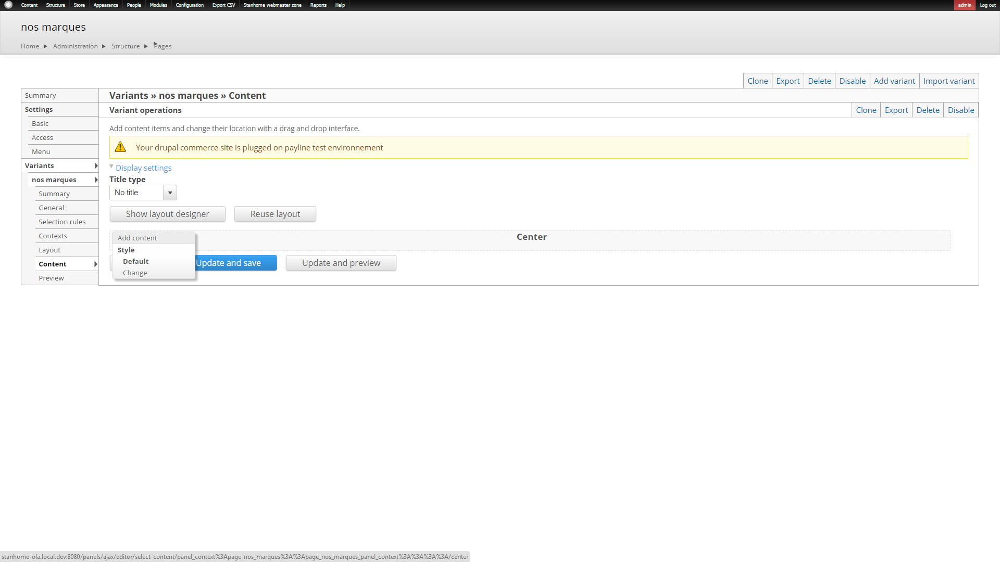 Content Structure Store Appearance People Modules Configuration Export CSV Stanhome webmaster zone Reports Help admin Log out
nos marques
Home Administration Structure Pages
Clone Export Delete Disable Add variant Import variant
Summary
Settings
Basic
Access
Menu
Variants
nos marques
Summary
General
Selection rules
Contexts
Layout
Content
Preview
Variants » nos marques » Content
Variant operations
Clone Export Delete Disable
Add content items and change their location with a drag and drop interface.
Your drupal commerce site is plugged on payline test environnement
Display settings
Title type
No title
Show layout designer Reuse layout
Center
Add content
Style
Default
Change
Update and save Update and preview
stanhome-ola.local.dev:8080/panels/ajax/editor/select-content/panel_context%3Apage-nos_marques%3A%3Apage_nos_marques_panel_context%3A%3A%3A%3A/center